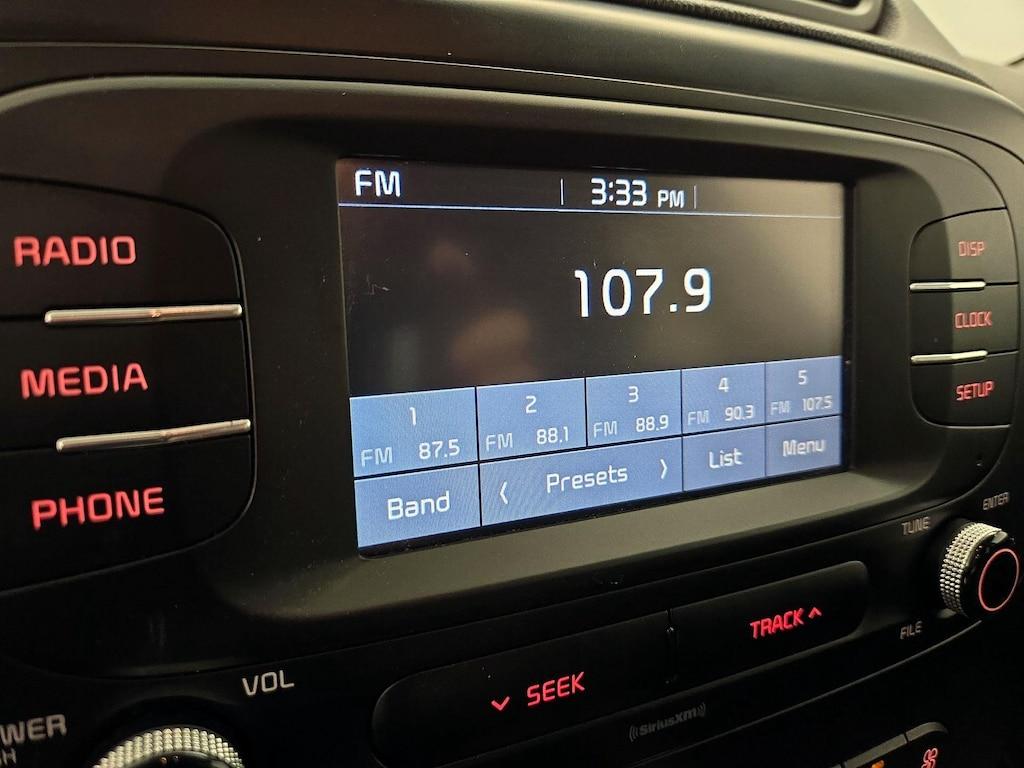 FM 3:33 PM
107.9
1 2 3 4 5
FM 87.5 FM 88.1 FM 88.9 FM 90.3 FM 107.5
Band Presets List Menu
RADIO
MEDIA
PHONE
DISP
CLOCK
SETUP
ENTER
TUNE
FILE
TRACK
SEEK
VOL
SiriusXM